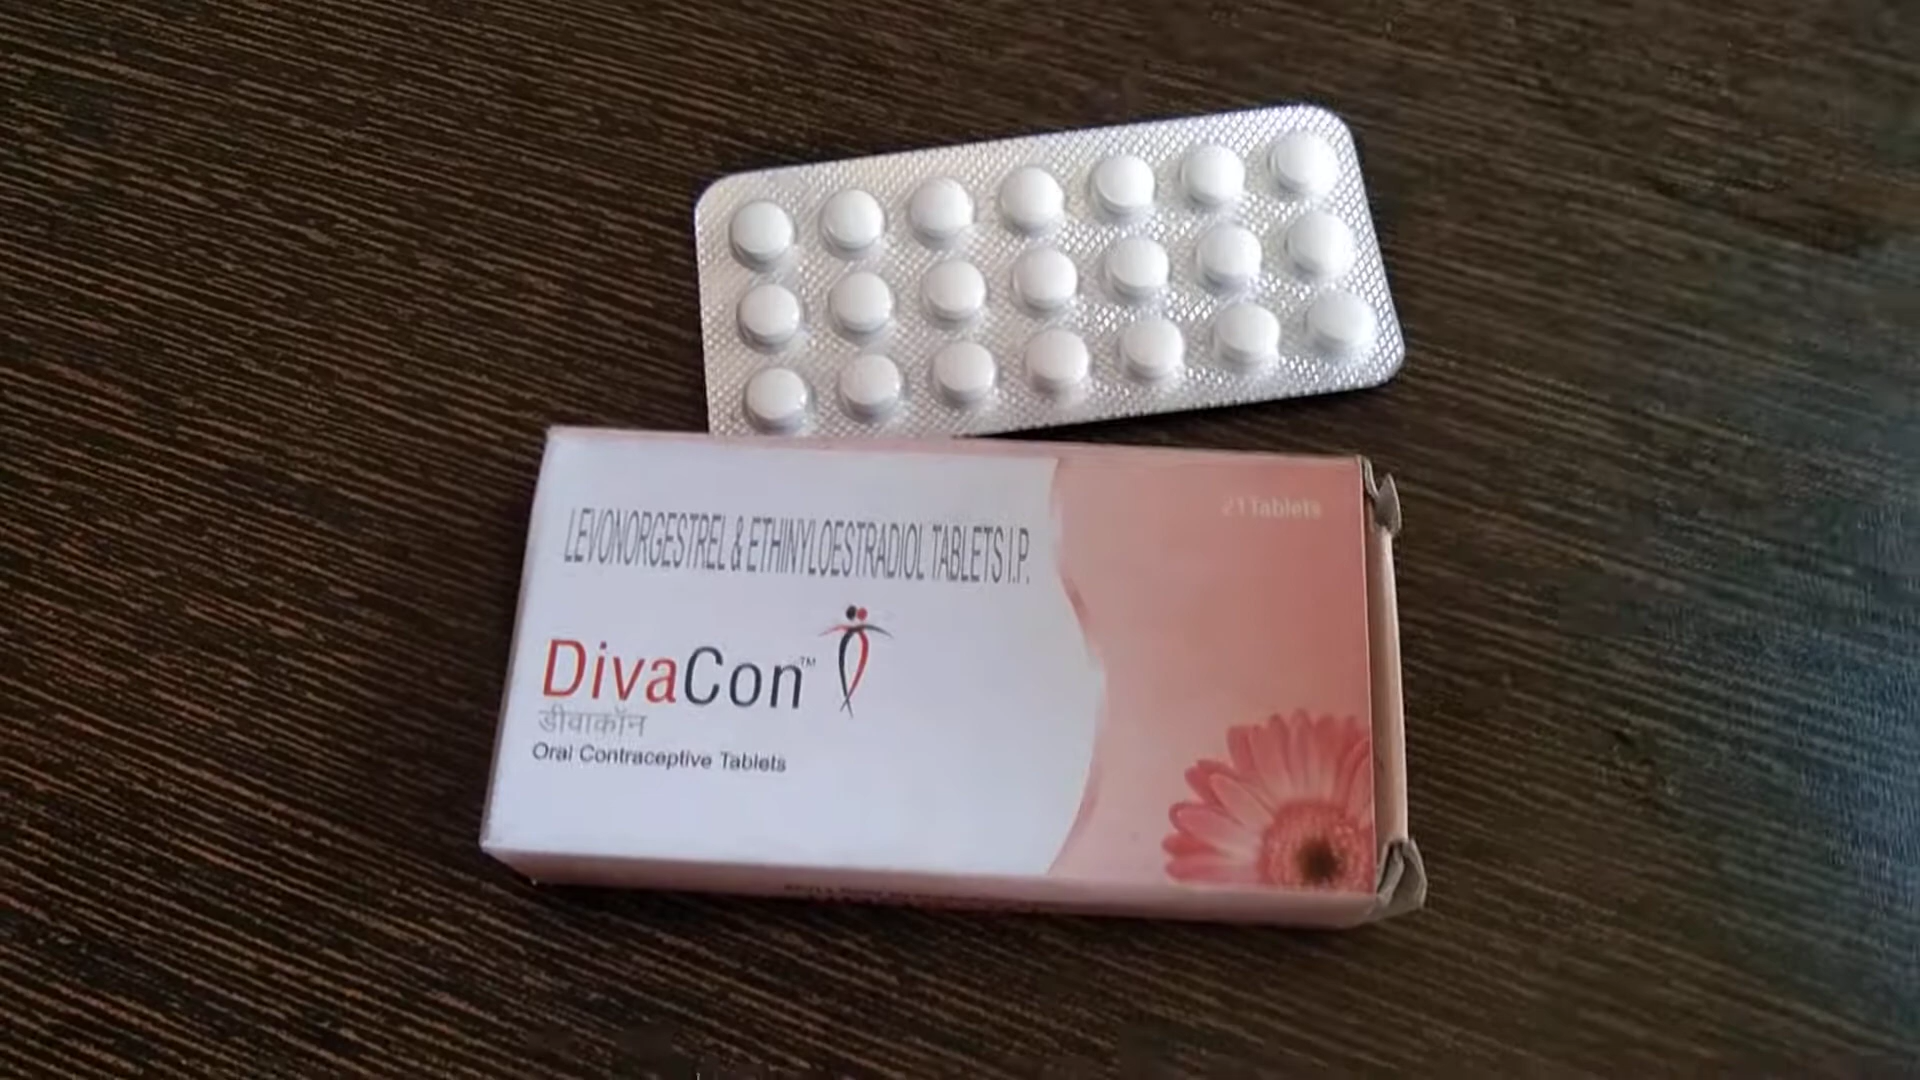 21 Tablets
LEVONORGESTREL & ETHINYLOESTRADIOL TABLETS I.P.
DivaCon™
डीवाकॉन
Oral Contraceptive Tablets